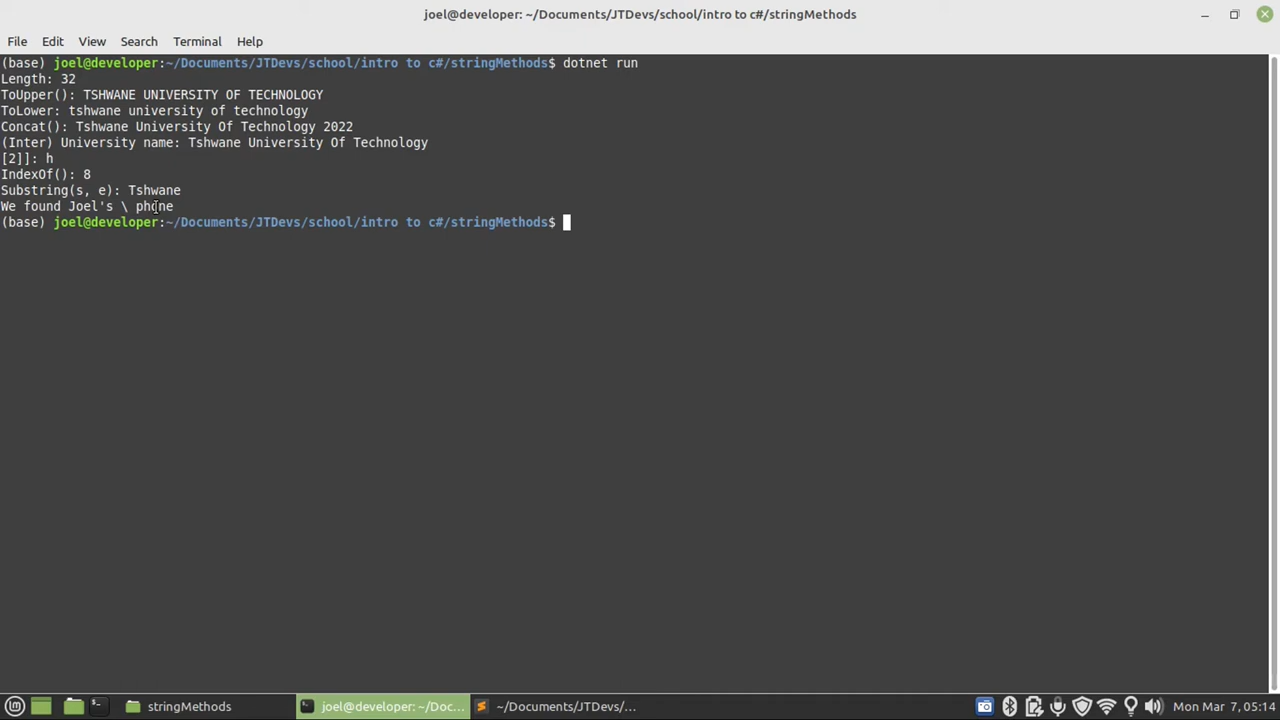 joel@developer: ~/Documents/JTDevs/school/intro to c#/stringMethods
File Edit View Search Terminal Help
(base) joel@developer:~/Documents/JTDevs/school/intro to c#/stringMethods$ dotnet run
Length: 32
ToUpper(): TSHWANE UNIVERSITY OF TECHNOLOGY
ToLower: tshwane university of technology
Concat(): Tshwane University Of Technology 2022
(Inter) University name: Tshwane University Of Technology
[2]]: h
IndexOf(): 8
Substring(s, e): Tshwane
We found Joel's \ phone
(base) joel@developer:~/Documents/JTDevs/school/intro to c#/stringMethods$
stringMethods joel@developer: ~/Doc... ~/Documents/JTDevs/... Mon Mar 7, 05:14